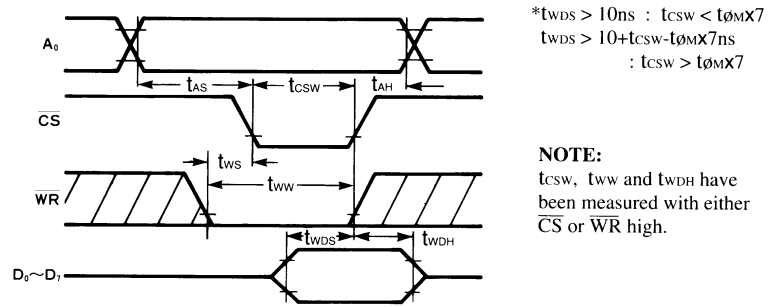 *tWDS > 10ns : tCSW < tøMX7
tWDS > 10+tCSW-tøMX7ns
: tCSW > tøMX7
A₀
tAS
tCSW
tAH
CS
tWS
tWW
WR
NOTE:
tCSW, tWW and tWDH have
been measured with either
CS or WR high.
tWDS
tWDH
D₀~D₇